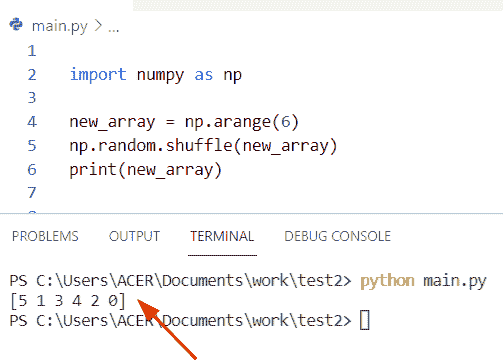 main.py > ...
1
2 import numpy as np
3
4 new_array = np.arange(6)
5 np.random.shuffle(new_array)
6 print(new_array)
7
PROBLEMS OUTPUT TERMINAL DEBUG CONSOLE
PS C:\Users\ACER\Documents\work\test2> python main.py
[5 1 3 4 2 0]
PS C:\Users\ACER\Documents\work\test2>